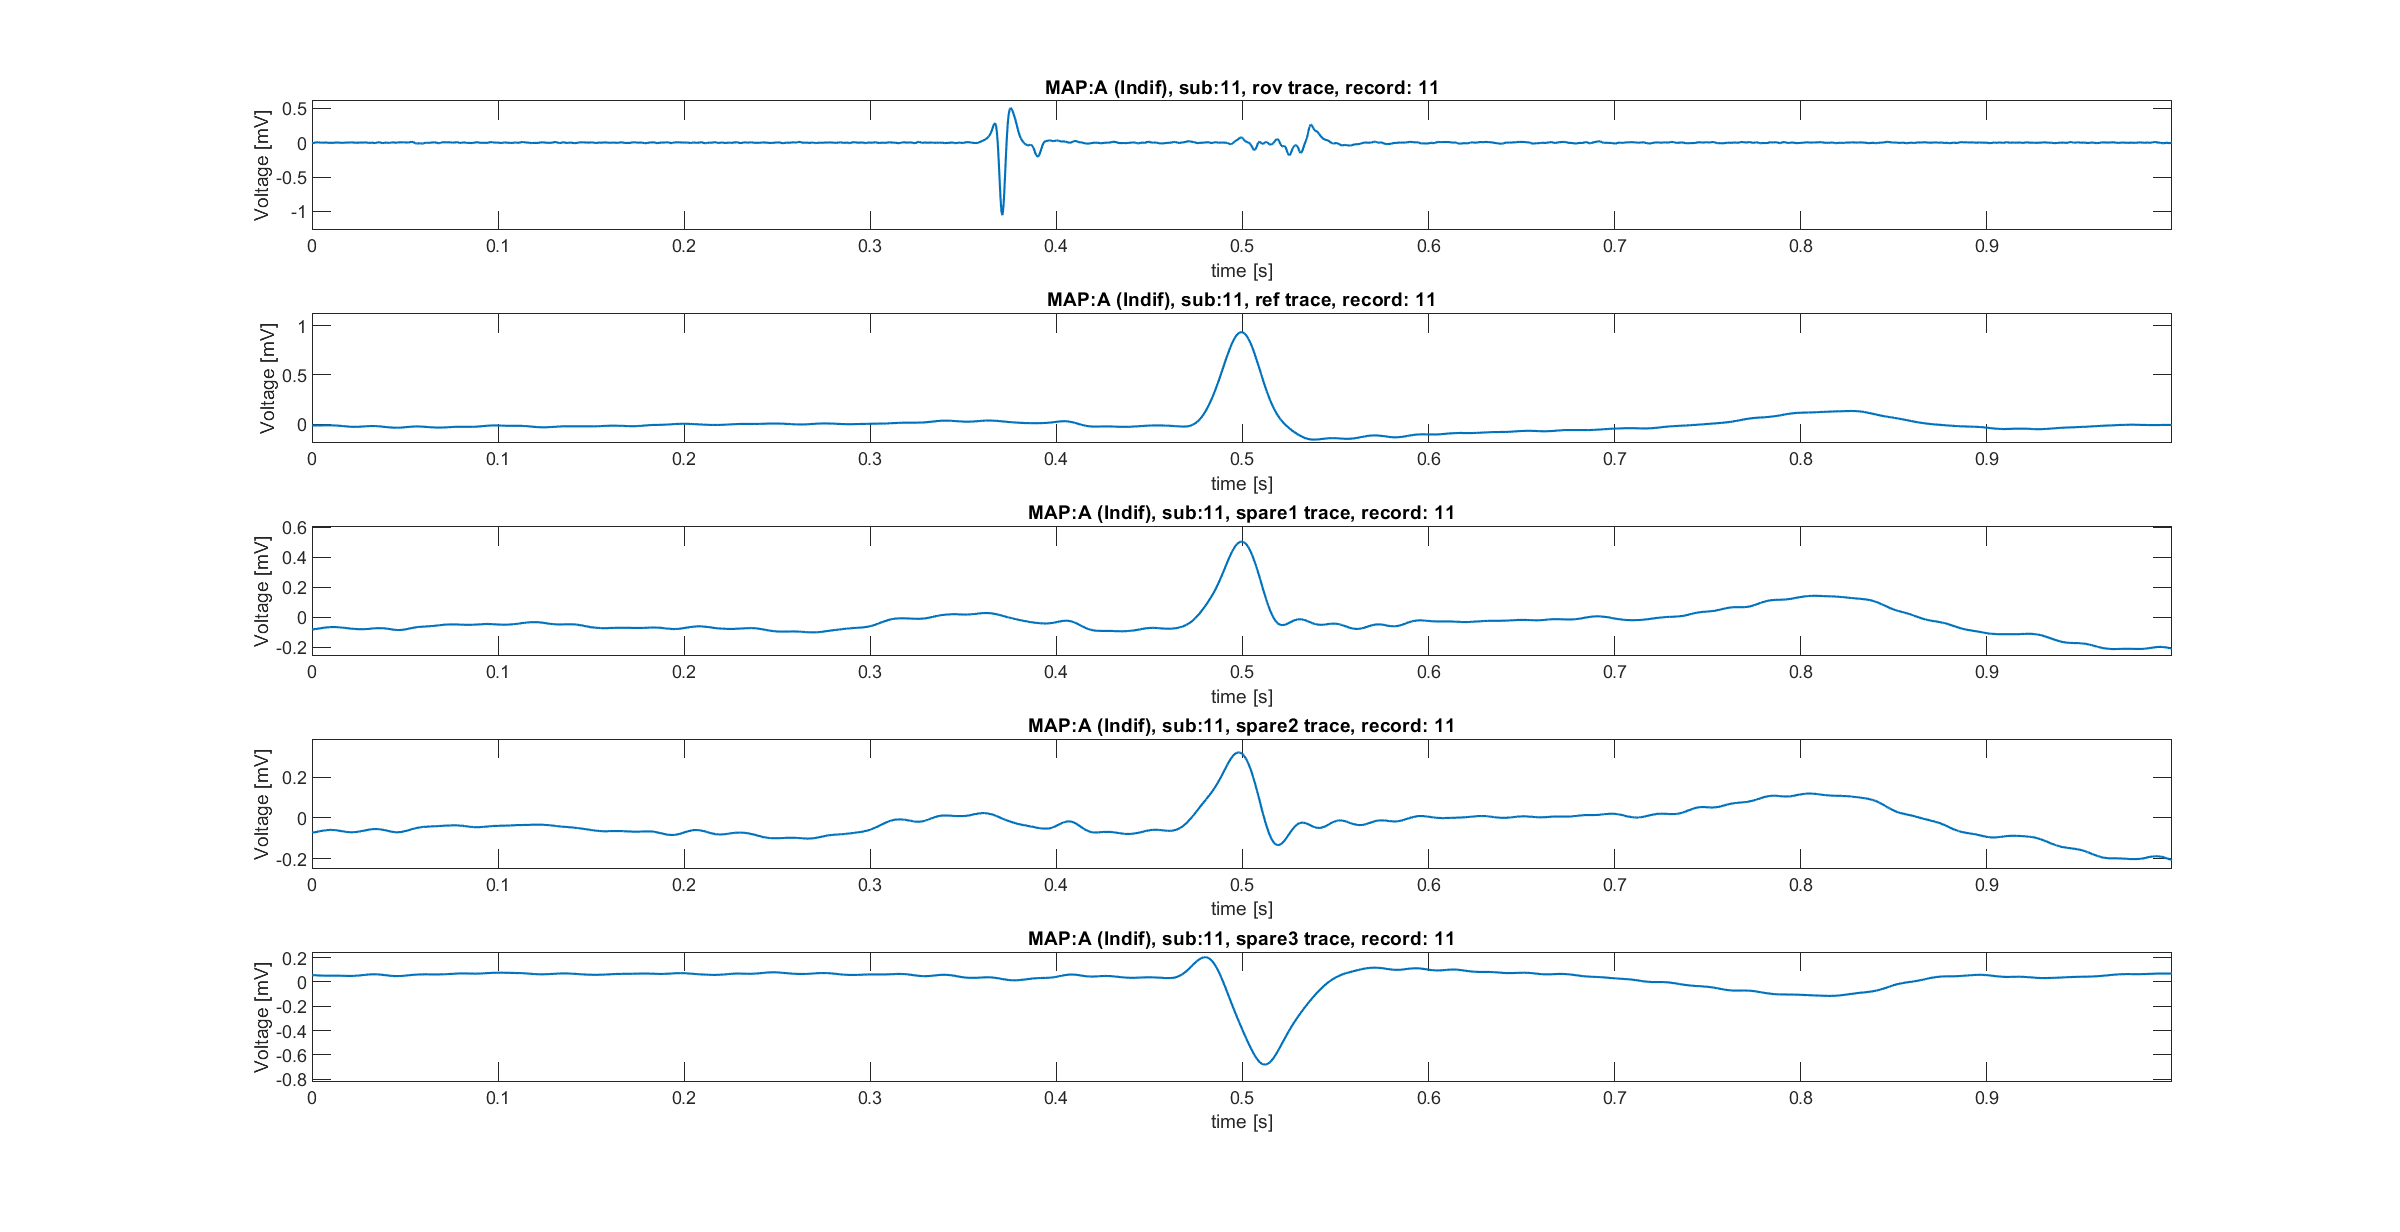 MAP:A (Indif), sub:11, rov trace, record: 11
Voltage [mV]
0.5
0
-0.5
-1
0 0.1 0.2 0.3 0.4 0.5 0.6 0.7 0.8 0.9
time [s]
MAP:A (Indif), sub:11, ref trace, record: 11
Voltage [mV]
1
0.5
0
0 0.1 0.2 0.3 0.4 0.5 0.6 0.7 0.8 0.9
time [s]
MAP:A (Indif), sub:11, spare1 trace, record: 11
Voltage [mV]
0.6
0.4
0.2
0
-0.2
0 0.1 0.2 0.3 0.4 0.5 0.6 0.7 0.8 0.9
time [s]
MAP:A (Indif), sub:11, spare2 trace, record: 11
Voltage [mV]
0.2
0
-0.2
0 0.1 0.2 0.3 0.4 0.5 0.6 0.7 0.8 0.9
time [s]
MAP:A (Indif), sub:11, spare3 trace, record: 11
Voltage [mV]
0.2
0
-0.2
-0.4
-0.6
-0.8
0 0.1 0.2 0.3 0.4 0.5 0.6 0.7 0.8 0.9
time [s]